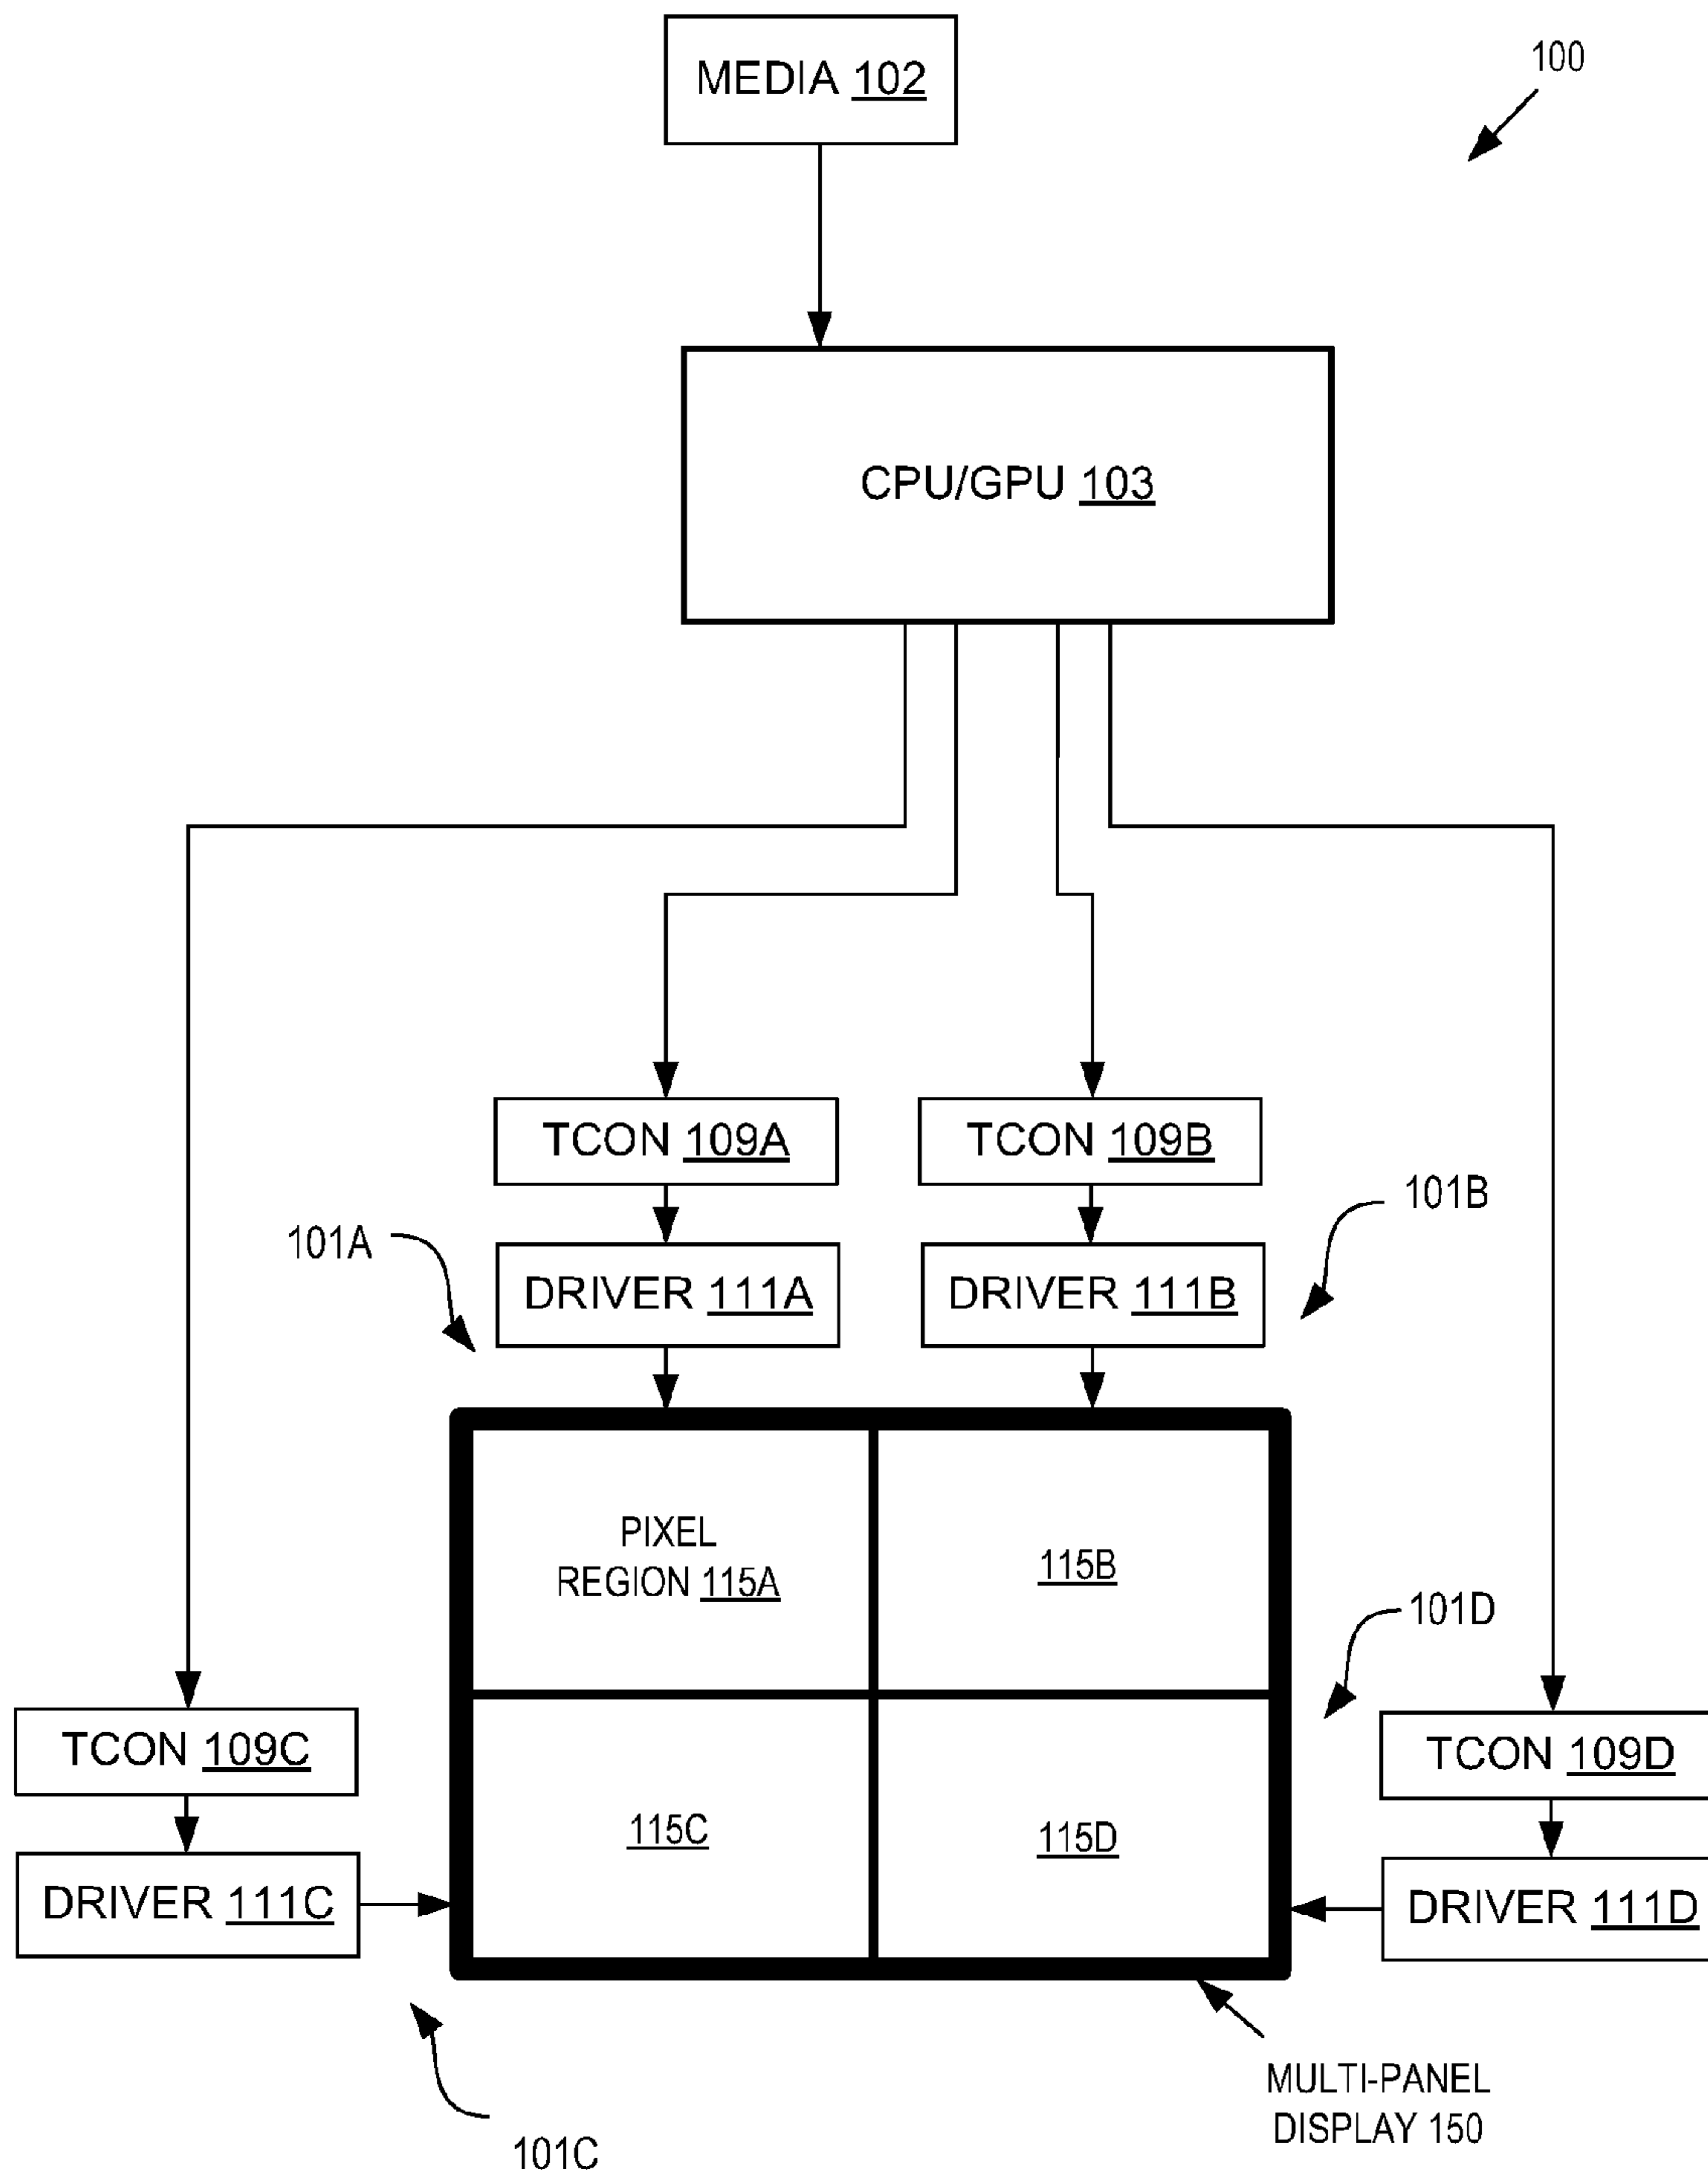 MEDIA 102
100
CPU/GPU 103
TCON 109A
TCON 109B
101B
101A
DRIVER 111A
DRIVER 111B
PIXEL
REGION 115A
115B
101D
TCON 109C
TCON 109D
115C
115D
DRIVER 111C
DRIVER 111D
MULTI-PANEL
DISPLAY 150
101C